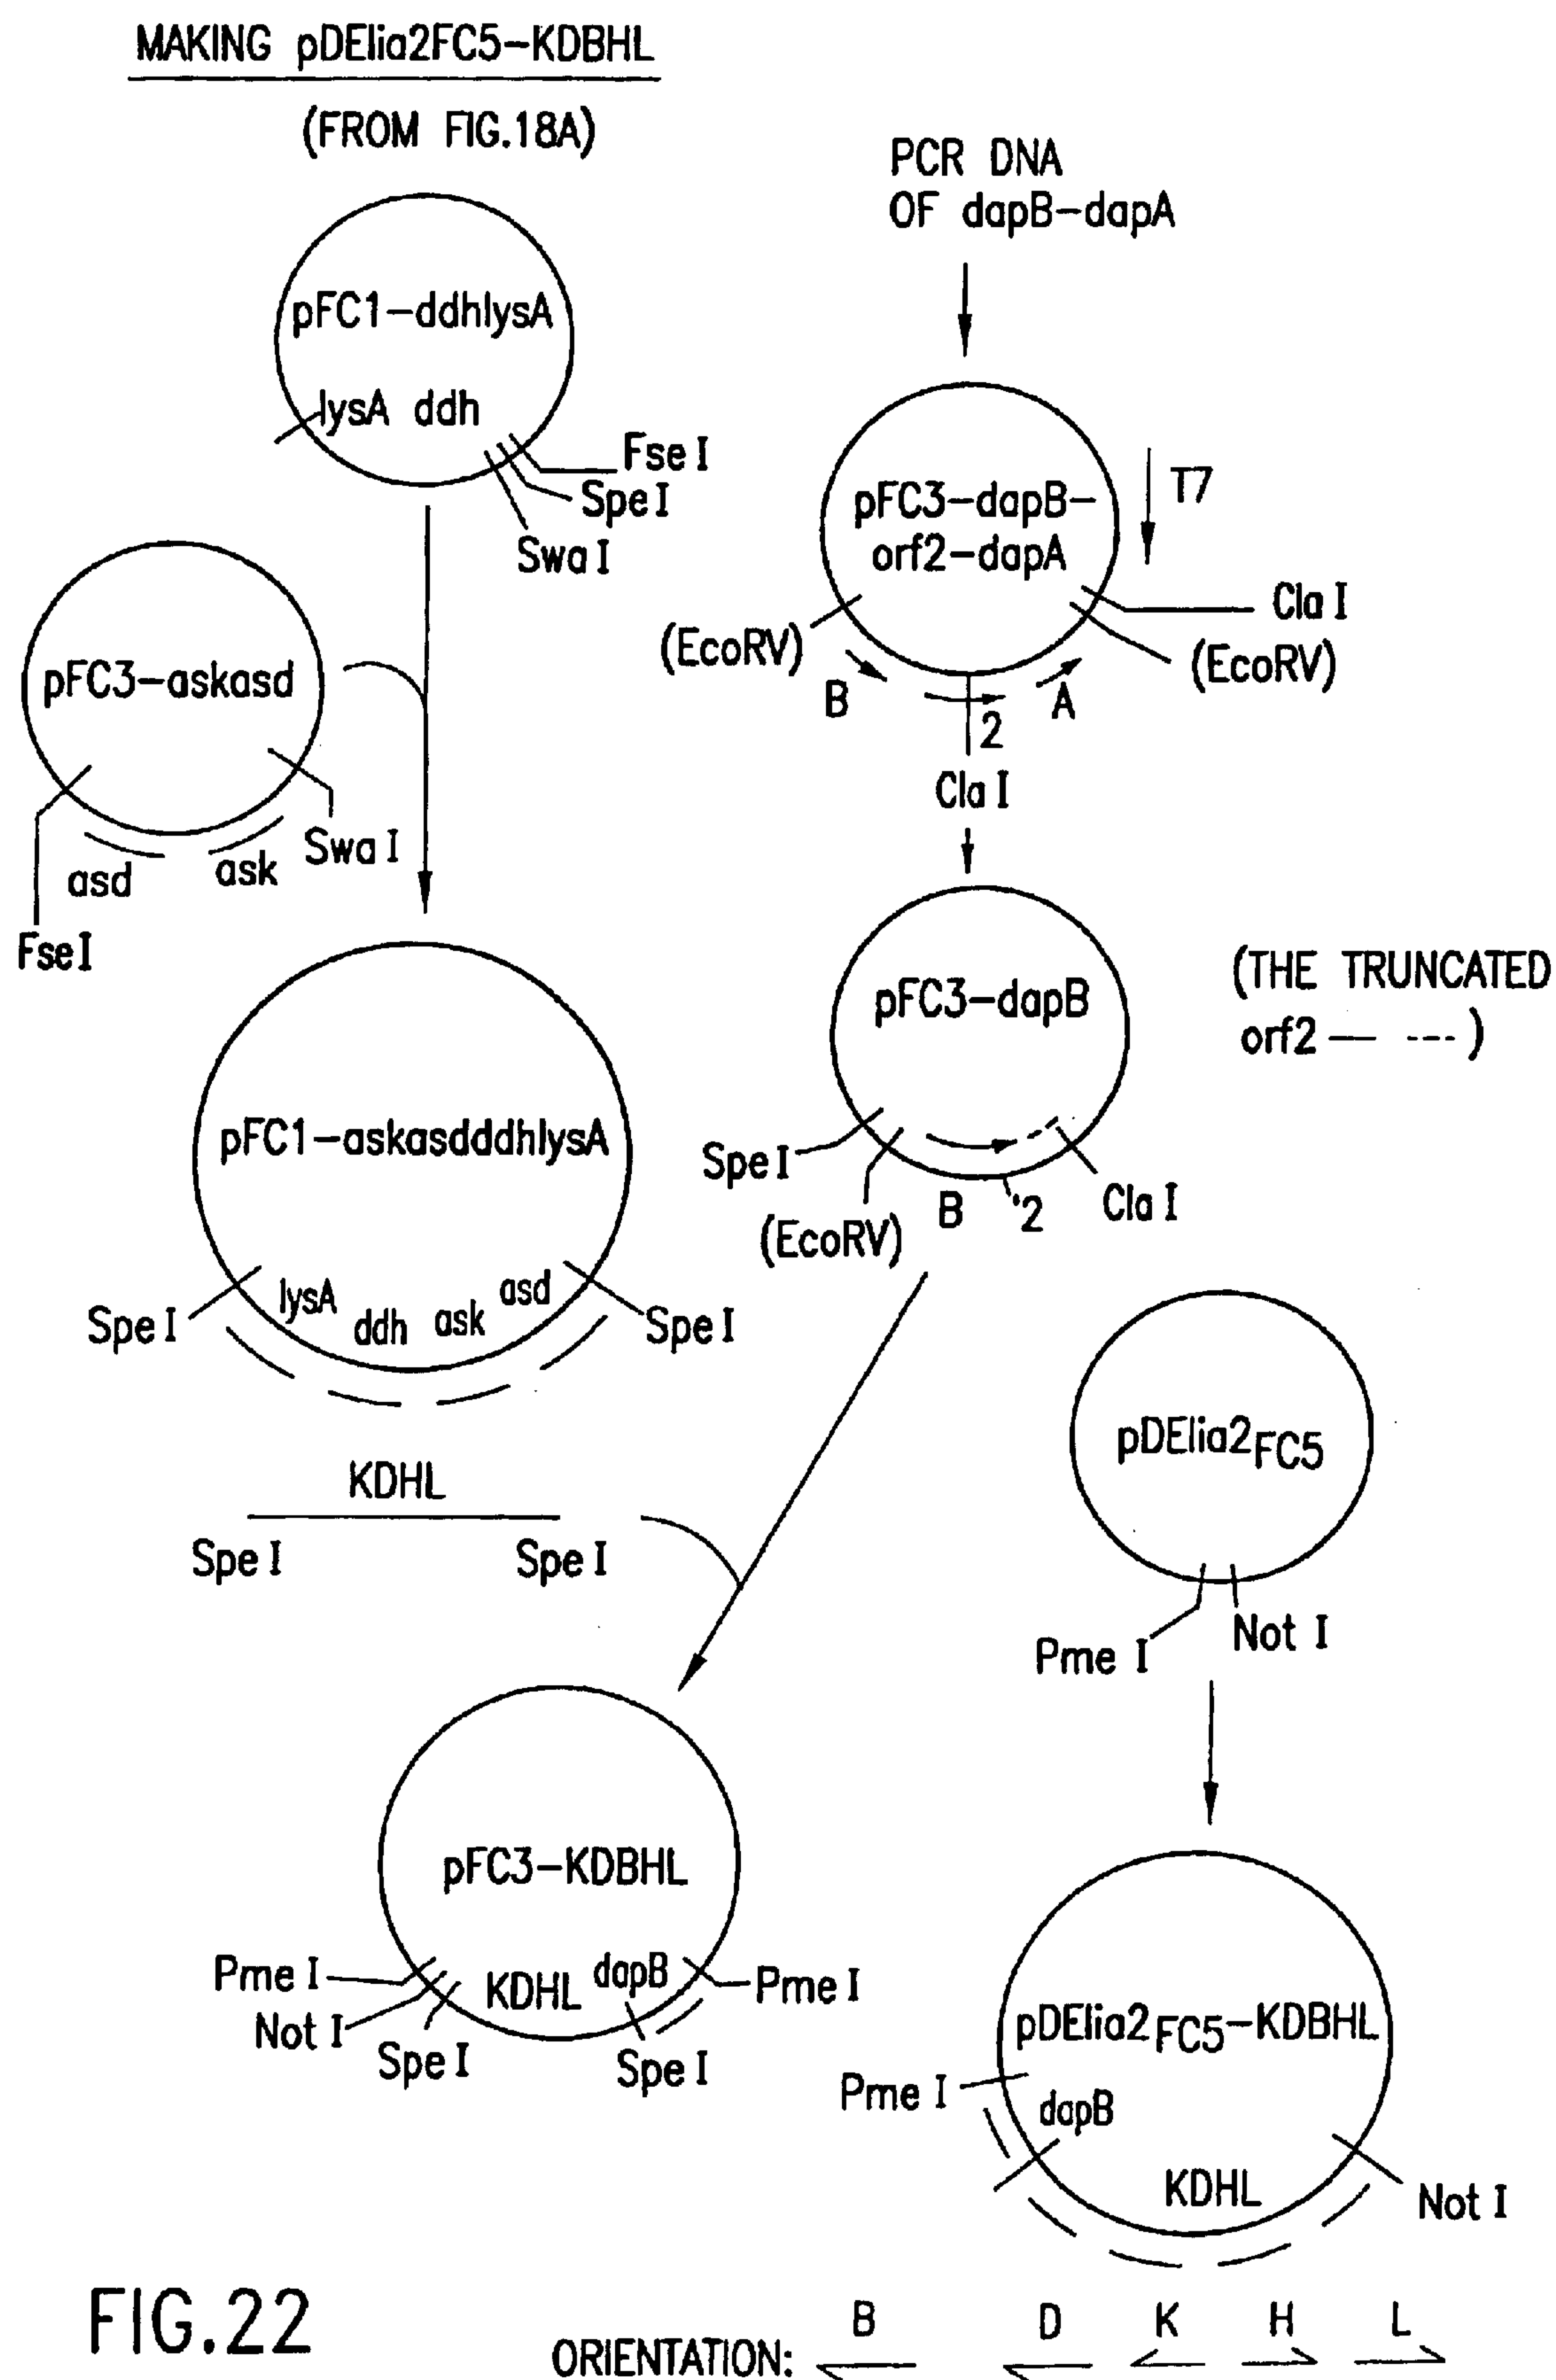 MAKING pDElia2FC5-KDBHL
(FROM FIG.18A)
PCR DNA
OF dapB-dapA
pFC1-ddhlysA
lysA ddh
Fse I
Spe I
Swa I
pFC3-dapB-
orf2-dapA
T7
Cla I
(EcoRV)
(EcoRV)
B
2
A
Cla I
pFC3-askasd
Swa I
asd
ask
Fse I
pFC3-dapB
(THE TRUNCATED
orf2 — --- )
Spe I
(EcoRV)
B
'2
Cla I
pFC1-askasdddhlysA
Spe I
lysA
ddh
ask
asd
Spe I
KDHL
Spe I
Spe I
pDElia2FC5
Pme I
Not I
pFC3-KDBHL
Pme I
Not I
Spe I
KDHL
dapB
Spe I
Pme I
pDElia2FC5-KDBHL
Pme I
dapB
KDHL
Not I
FIG.22
ORIENTATION:
B D K H L